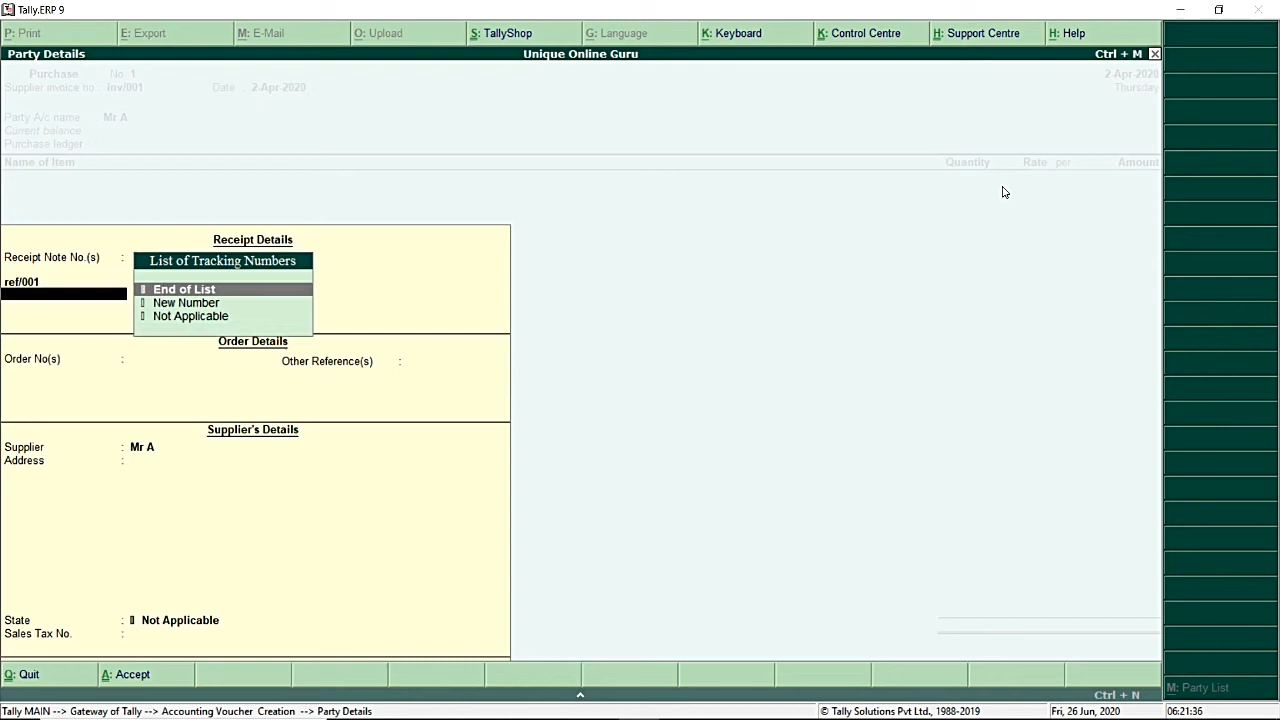 Tally.ERP 9
P: Print E: Export M: E-Mail O: Upload S: TallyShop G: Language K: Keyboard K: Control Centre H: Support Centre H: Help
Party Details Unique Online Guru Ctrl + M
Purchase No. 1 2-Apr-2020
Supplier invoice no.: inv/001 Date : 2-Apr-2020 Thursday
Party A/c name Mr A
Current balance
Purchase ledger
Name of Item Quantity Rate per Amount
Receipt Details
Receipt Note No.(s) :
List of Tracking Numbers
ref/001
End of List
New Number
Not Applicable
Order Details
Order No(s) : Other Reference(s) :
Supplier's Details
Supplier : Mr A
Address :
State : Not Applicable
Sales Tax No. :
Q: Quit A: Accept
M: Party List
Ctrl + N
Tally MAIN --> Gateway of Tally --> Accounting Voucher Creation --> Party Details © Tally Solutions Pvt Ltd., 1988-2019 Fri, 26 Jun, 2020 06:21:36